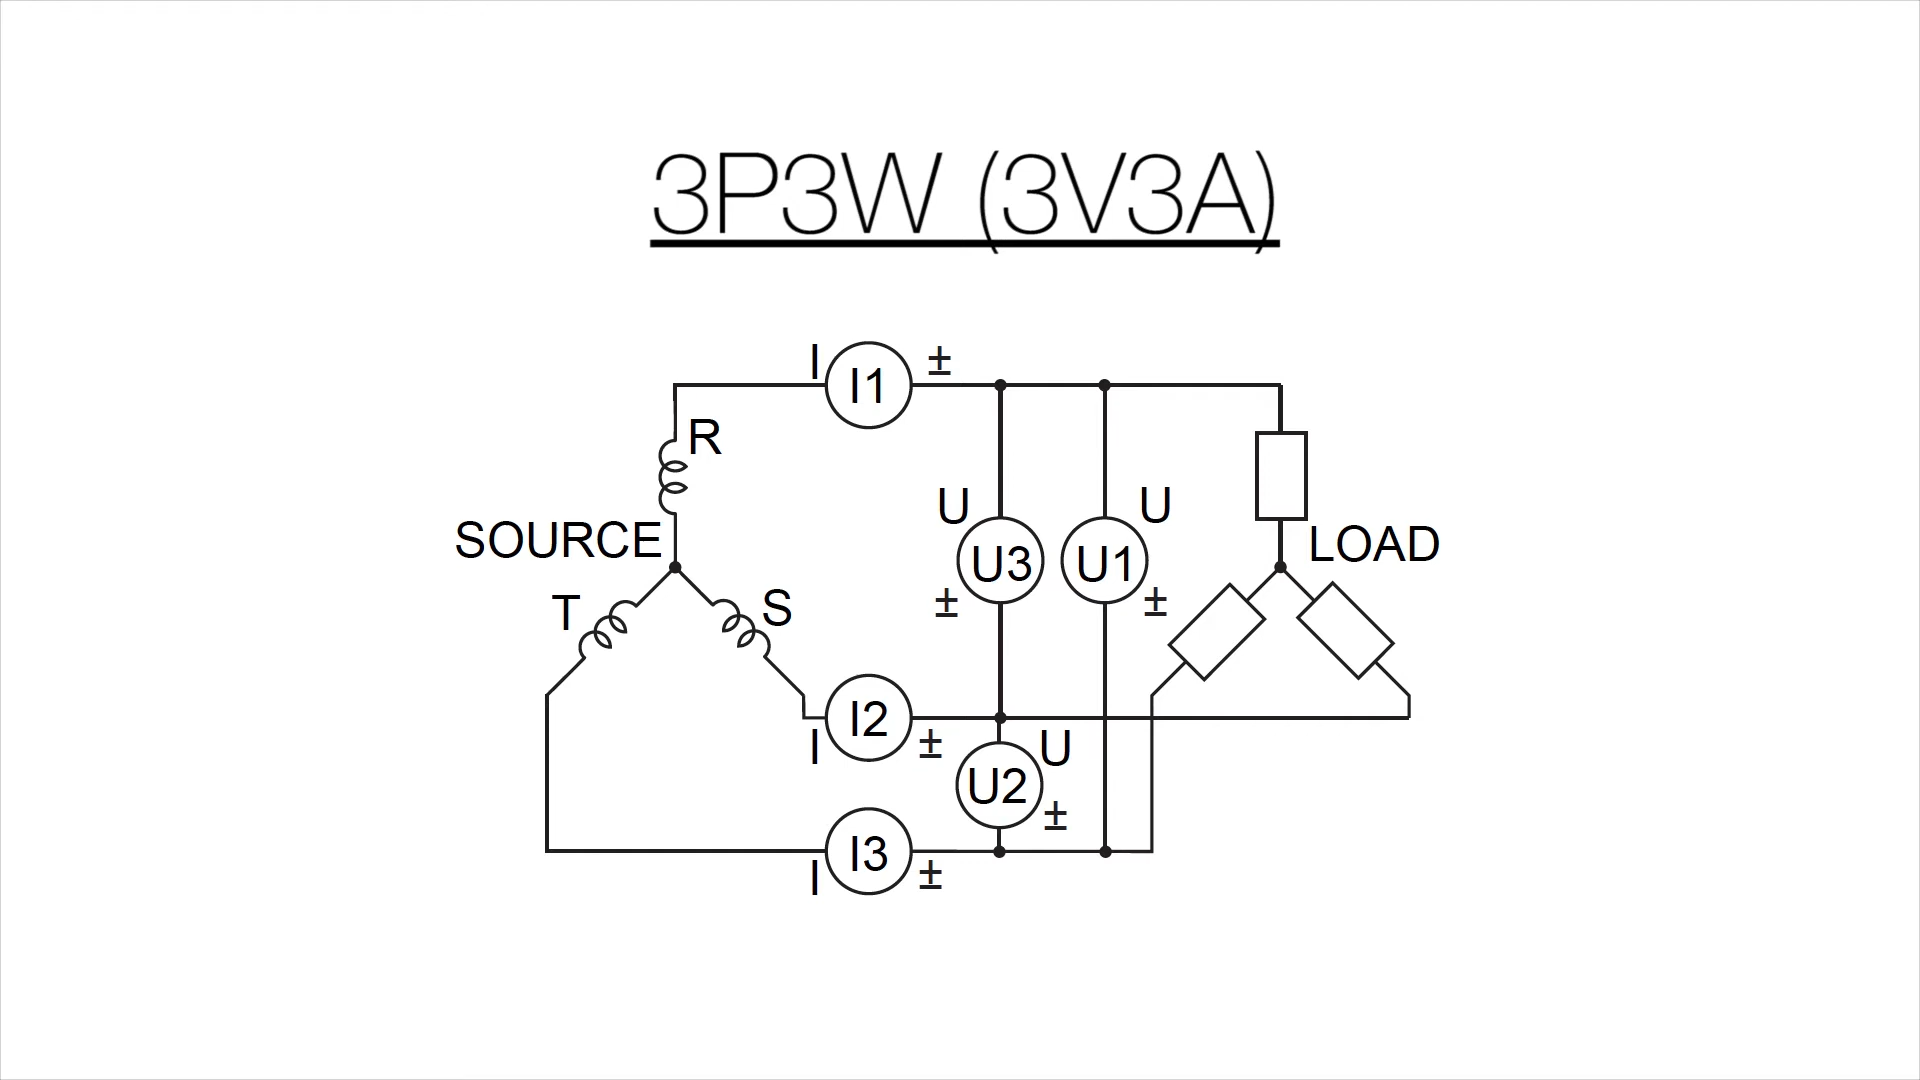 3P3W (3V3A)
I I1 ±
R
U U
SOURCE U3 U1 LOAD
± ±
T S
I2
I ± U
U2
±
I3
I ±